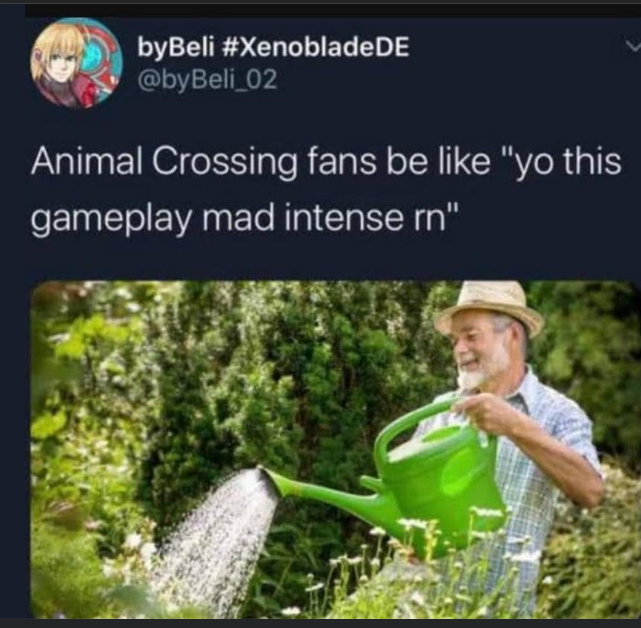 byBeli #XenobladeDE
@byBeli_02
Animal Crossing fans be like "yo this
gameplay mad intense rn"